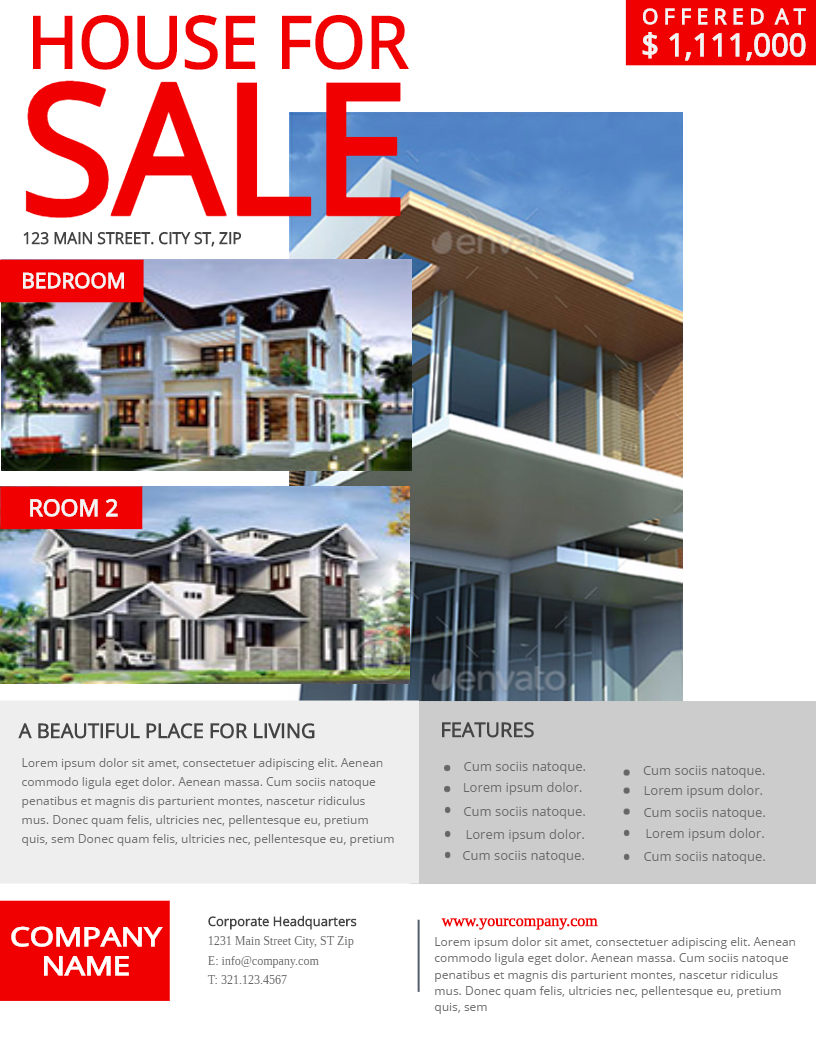 HOUSE FOR
SALE
OFFERED AT
$ 1,111,000
123 MAIN STREET. CITY ST, ZIP
envato
BEDROOM
ROOM 2
envato
A BEAUTIFUL PLACE FOR LIVING
Lorem ipsum dolor sit amet, consectetuer adipiscing elit. Aenean
commodo ligula eget dolor. Aenean massa. Cum sociis natoque
penatibus et magnis dis parturient montes, nascetur ridiculus
mus. Donec quam felis, ultricies nec, pellentesque eu, pretium
quis, sem Donec quam felis, ultricies nec, pellentesque eu, pretium
FEATURES
• Cum sociis natoque.
• Lorem ipsum dolor.
• Cum sociis natoque.
• Lorem ipsum dolor.
• Cum sociis natoque.
• Cum sociis natoque.
• Lorem ipsum dolor.
• Cum sociis natoque.
• Lorem ipsum dolor.
• Cum sociis natoque.
COMPANY
NAME
Corporate Headquarters
1231 Main Street City, ST Zip
E: info@company.com
T: 321.123.4567
www.yourcompany.com
Lorem ipsum dolor sit amet, consectetuer adipiscing elit. Aenean
commodo ligula eget dolor. Aenean massa. Cum sociis natoque
penatibus et magnis dis parturient montes, nascetur ridiculus
mus. Donec quam felis, ultricies nec, pellentesque eu, pretium
quis, sem